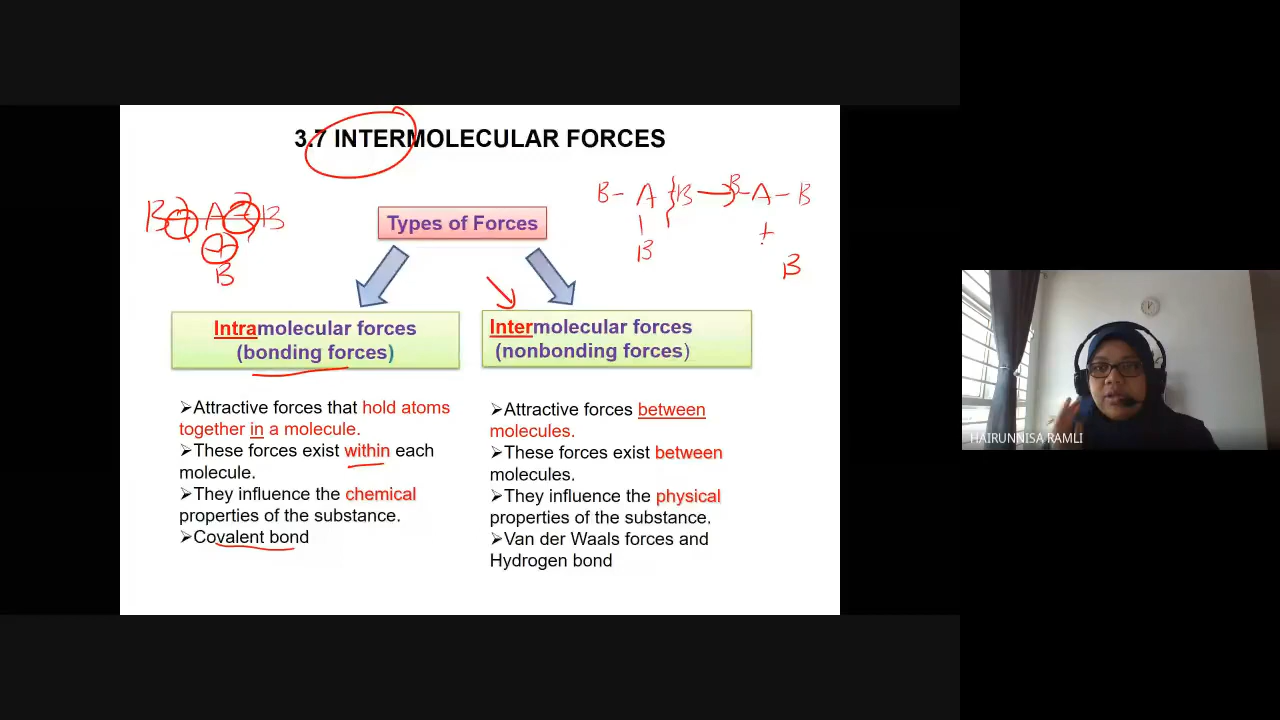 3.7 INTERMOLECULAR FORCES
B - A - B
B
B - A B B - A - B
B
B
Types of Forces
Intramolecular forces
(bonding forces)
➢Attractive forces that hold atoms
together in a molecule.
➢These forces exist within each
molecule.
➢They influence the chemical
properties of the substance.
➢Covalent bond
Intermolecular forces
(nonbonding forces)
➢Attractive forces between
molecules.
➢These forces exist between
molecules.
➢They influence the physical
properties of the substance.
➢Van der Waals forces and
Hydrogen bond
HAIRUNNISA RAMLI